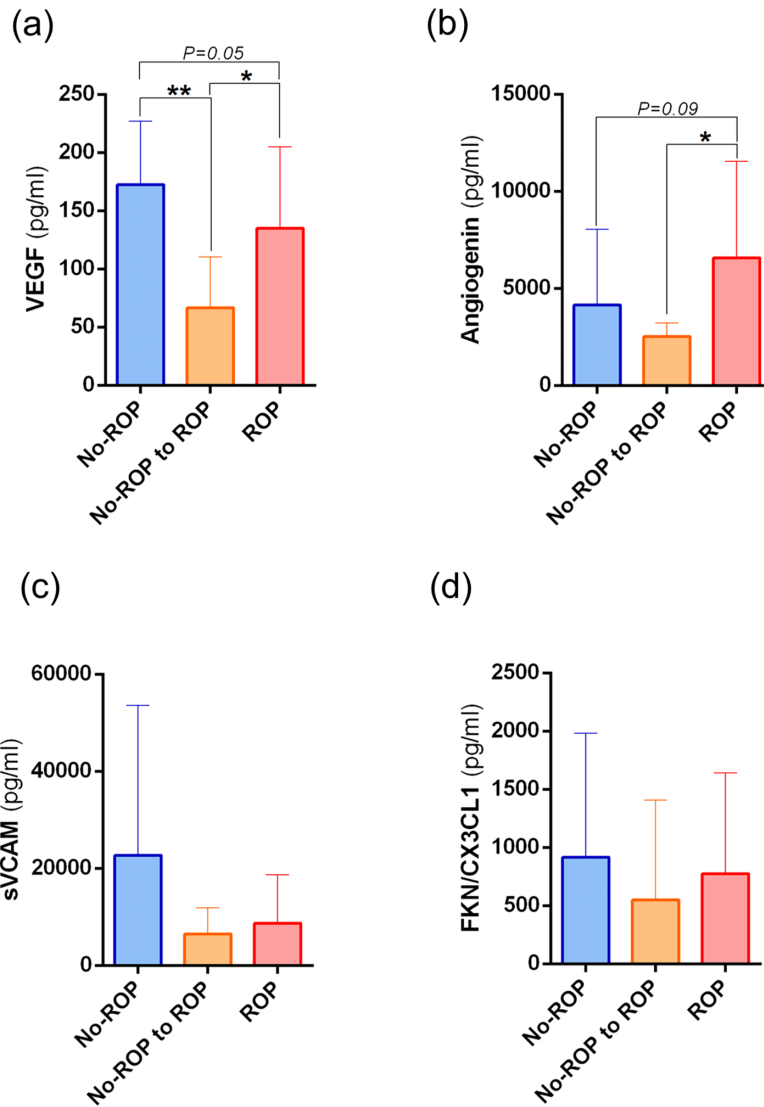 (a)
P=0.05
**
*
250
200
150
100
50
0
VEGF (pg/ml)
No-ROP
No-ROP to ROP
ROP
(b)
P=0.09
*
15000
10000
5000
0
Angiogenin (pg/ml)
No-ROP
No-ROP to ROP
ROP
(c)
60000
40000
20000
0
sVCAM (pg/ml)
No-ROP
No-ROP to ROP
ROP
(d)
2500
2000
1500
1000
500
0
FKN/CX3CL1 (pg/ml)
No-ROP
No-ROP to ROP
ROP